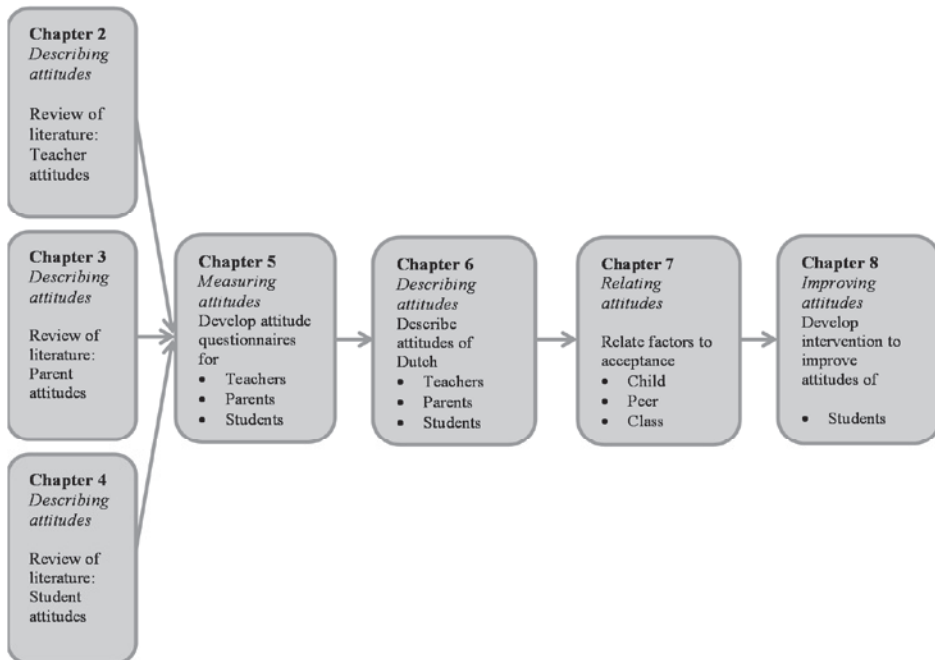 Chapter 2
Describing
attitudes
Review of
literature:
Teacher
attitudes
Chapter 3
Describing
attitudes
Review of
literature:
Parent
attitudes
Chapter 4
Describing
attitudes
Review of
literature:
Student
attitudes
Chapter 5
Measuring
attitudes
Develop attitude
questionnaires
for
• Teachers
• Parents
• Students
Chapter 6
Describing
attitudes
Describe
attitudes of
Dutch
• Teachers
• Parents
• Students
Chapter 7
Relating
attitudes
Relate factors to
acceptance
• Child
• Peer
• Class
Chapter 8
Improving
attitudes
Develop
intervention to
improve
attitudes of
• Students